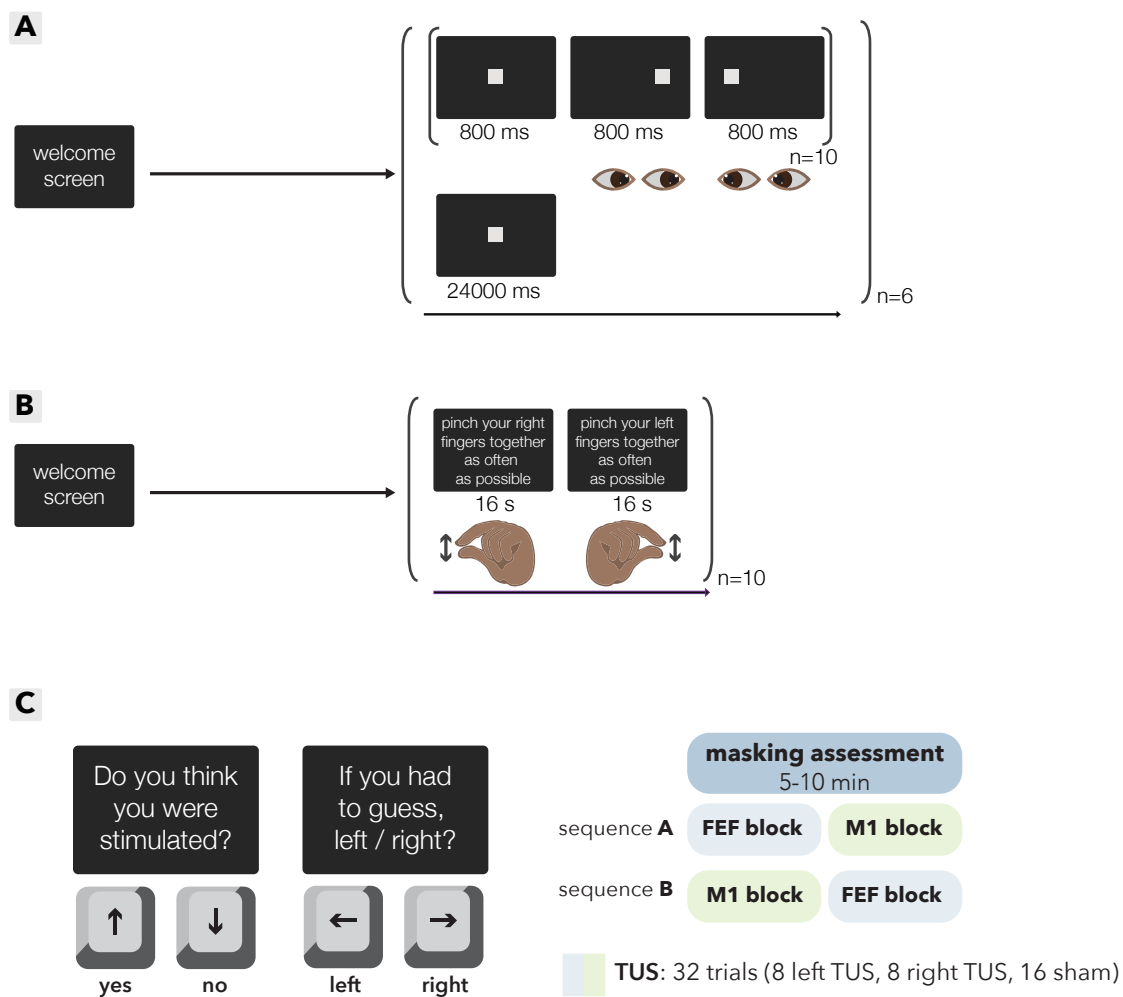 A
welcome
screen
800 ms
800 ms
800 ms
n=10
24000 ms
n=6
B
welcome
screen
pinch your right
fingers together
as often
as possible
16 s
pinch your left
fingers together
as often
as possible
16 s
n=10
C
Do you think
you were
stimulated?
↑
yes
↓
no
If you had
to guess,
left / right?
←
left
→
right
masking assessment
5-10 min
sequence A
FEF block
M1 block
sequence B
M1 block
FEF block
TUS: 32 trials (8 left TUS, 8 right TUS, 16 sham)